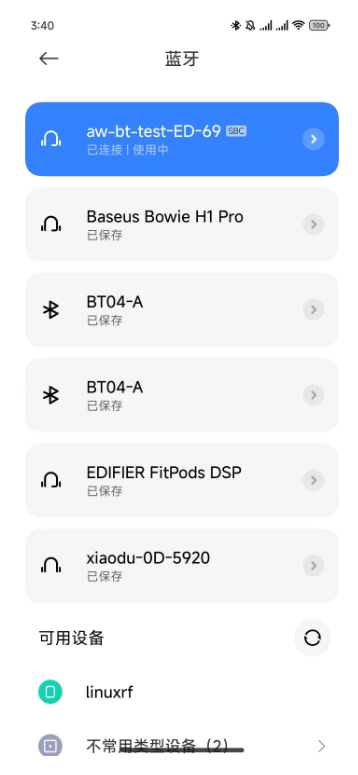 3:40
100
蓝牙
aw-bt-test-ED-69 SBC
已连接 | 使用中
Baseus Bowie H1 Pro
已保存
BT04-A
已保存
BT04-A
已保存
EDIFIER FitPods DSP
已保存
xiaodu-0D-5920
已保存
可用设备
linuxrf
不常用类型设备（2）